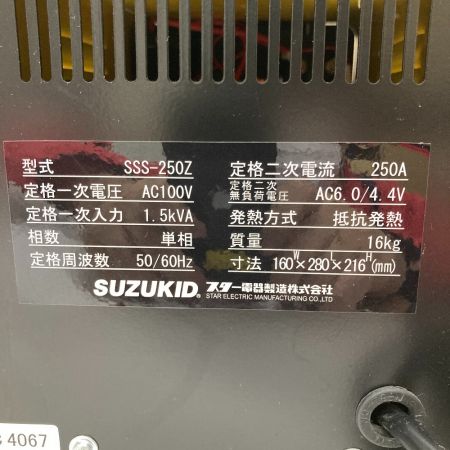 型式 SSS-250Z
定格一次電圧 AC100V
定格一次入力 1.5kVA
相数 単相
定格周波数 50/60Hz
定格二次電流 250A
定格二次
無負荷電圧 AC6.0/4.4V
発熱方式 抵抗発熱
質量 16kg
寸法 160W×280L×216H(mm)
SUZUKID® スター電器製造株式会社
STAR ELECTRIC MANUFACTURING CO.,LTD
4067